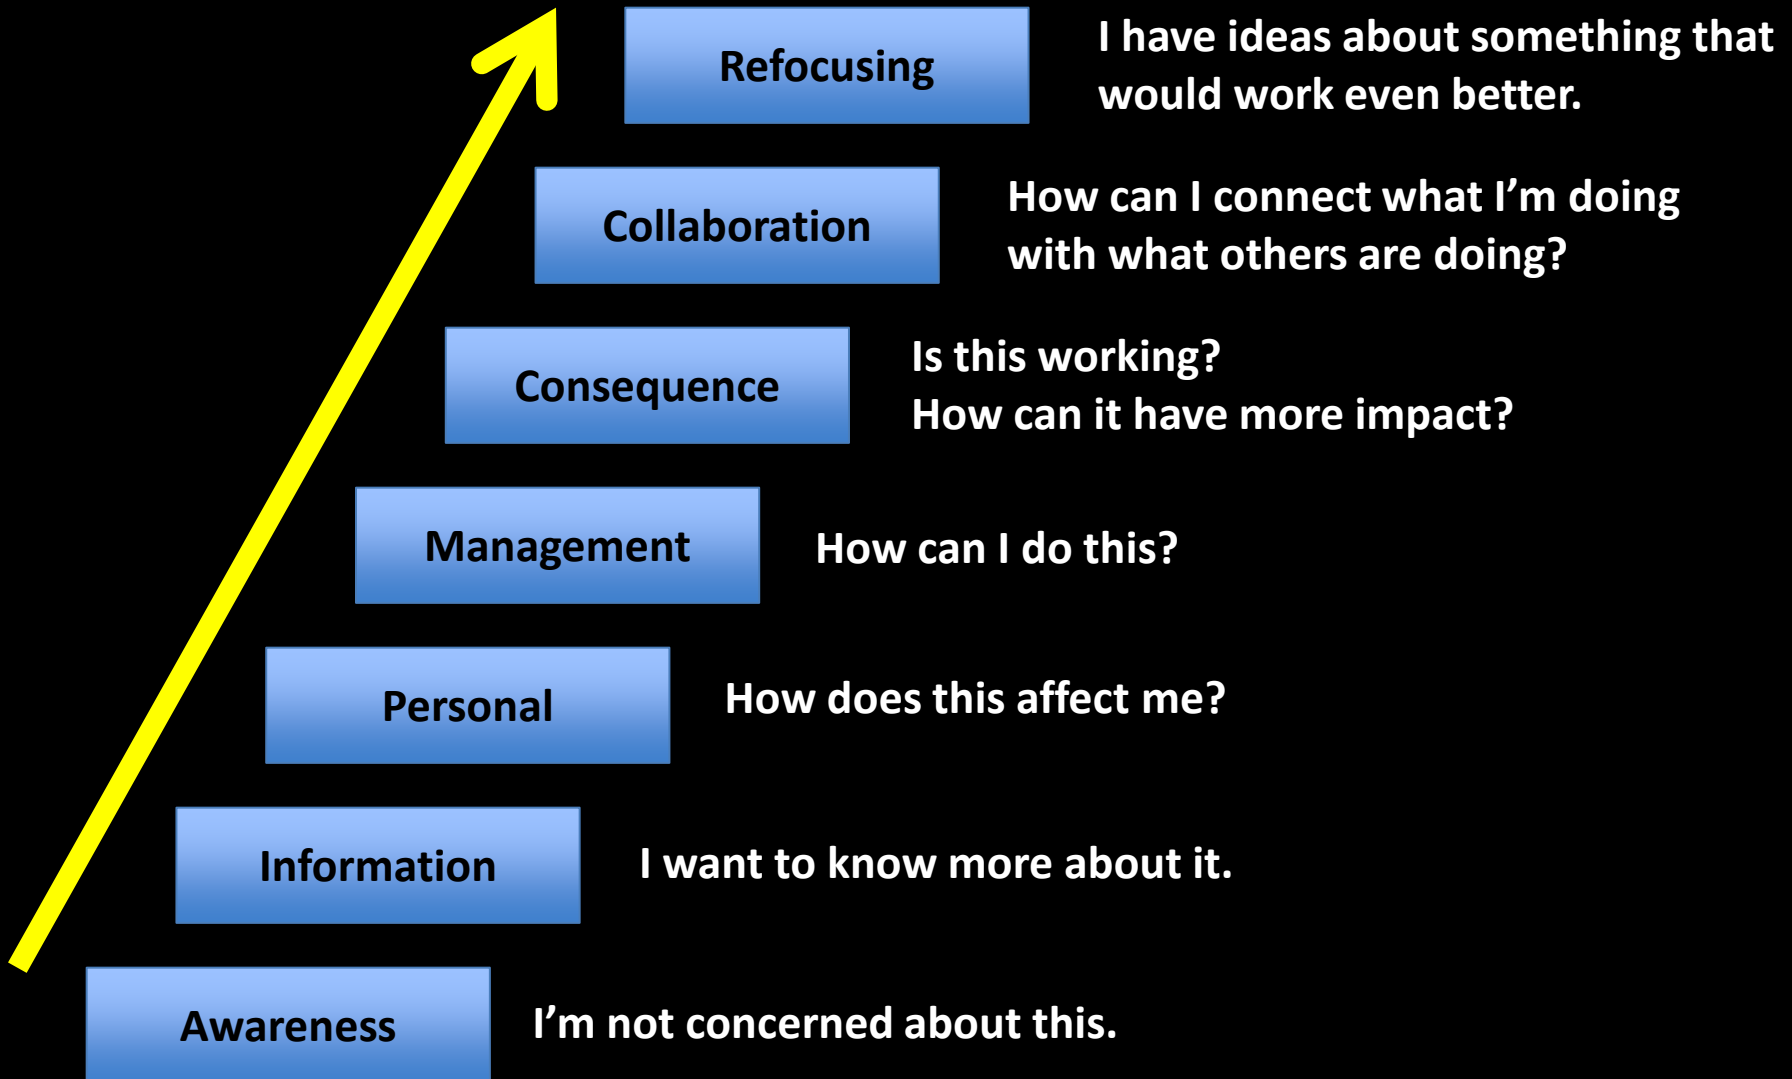 Refocusing
I have ideas about something that
would work even better.
Collaboration
How can I connect what I’m doing
with what others are doing?
Consequence
Is this working?
How can it have more impact?
Management
How can I do this?
Personal
How does this affect me?
Information
I want to know more about it.
Awareness
I’m not concerned about this.